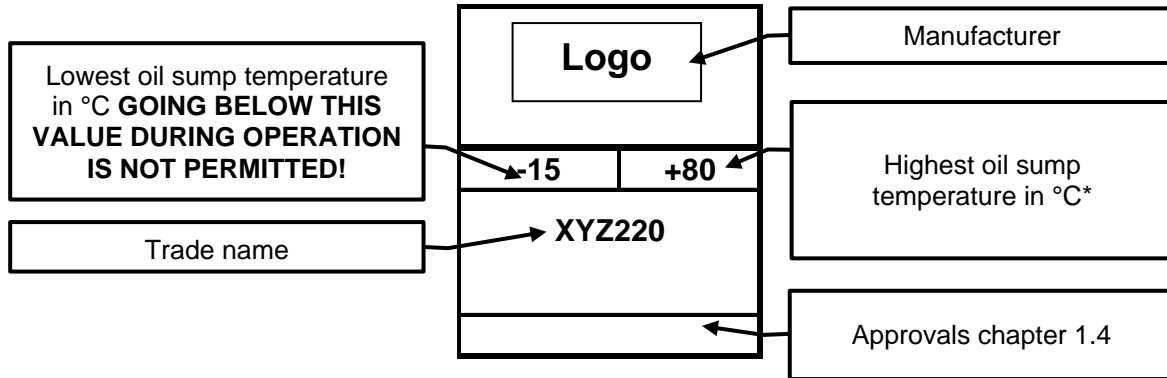 Lowest oil sump temperature
in °C GOING BELOW THIS
VALUE DURING OPERATION
IS NOT PERMITTED!
Trade name
Logo
-15
+80
XYZ220
Manufacturer
Highest oil sump
temperature in °C*
Approvals chapter 1.4